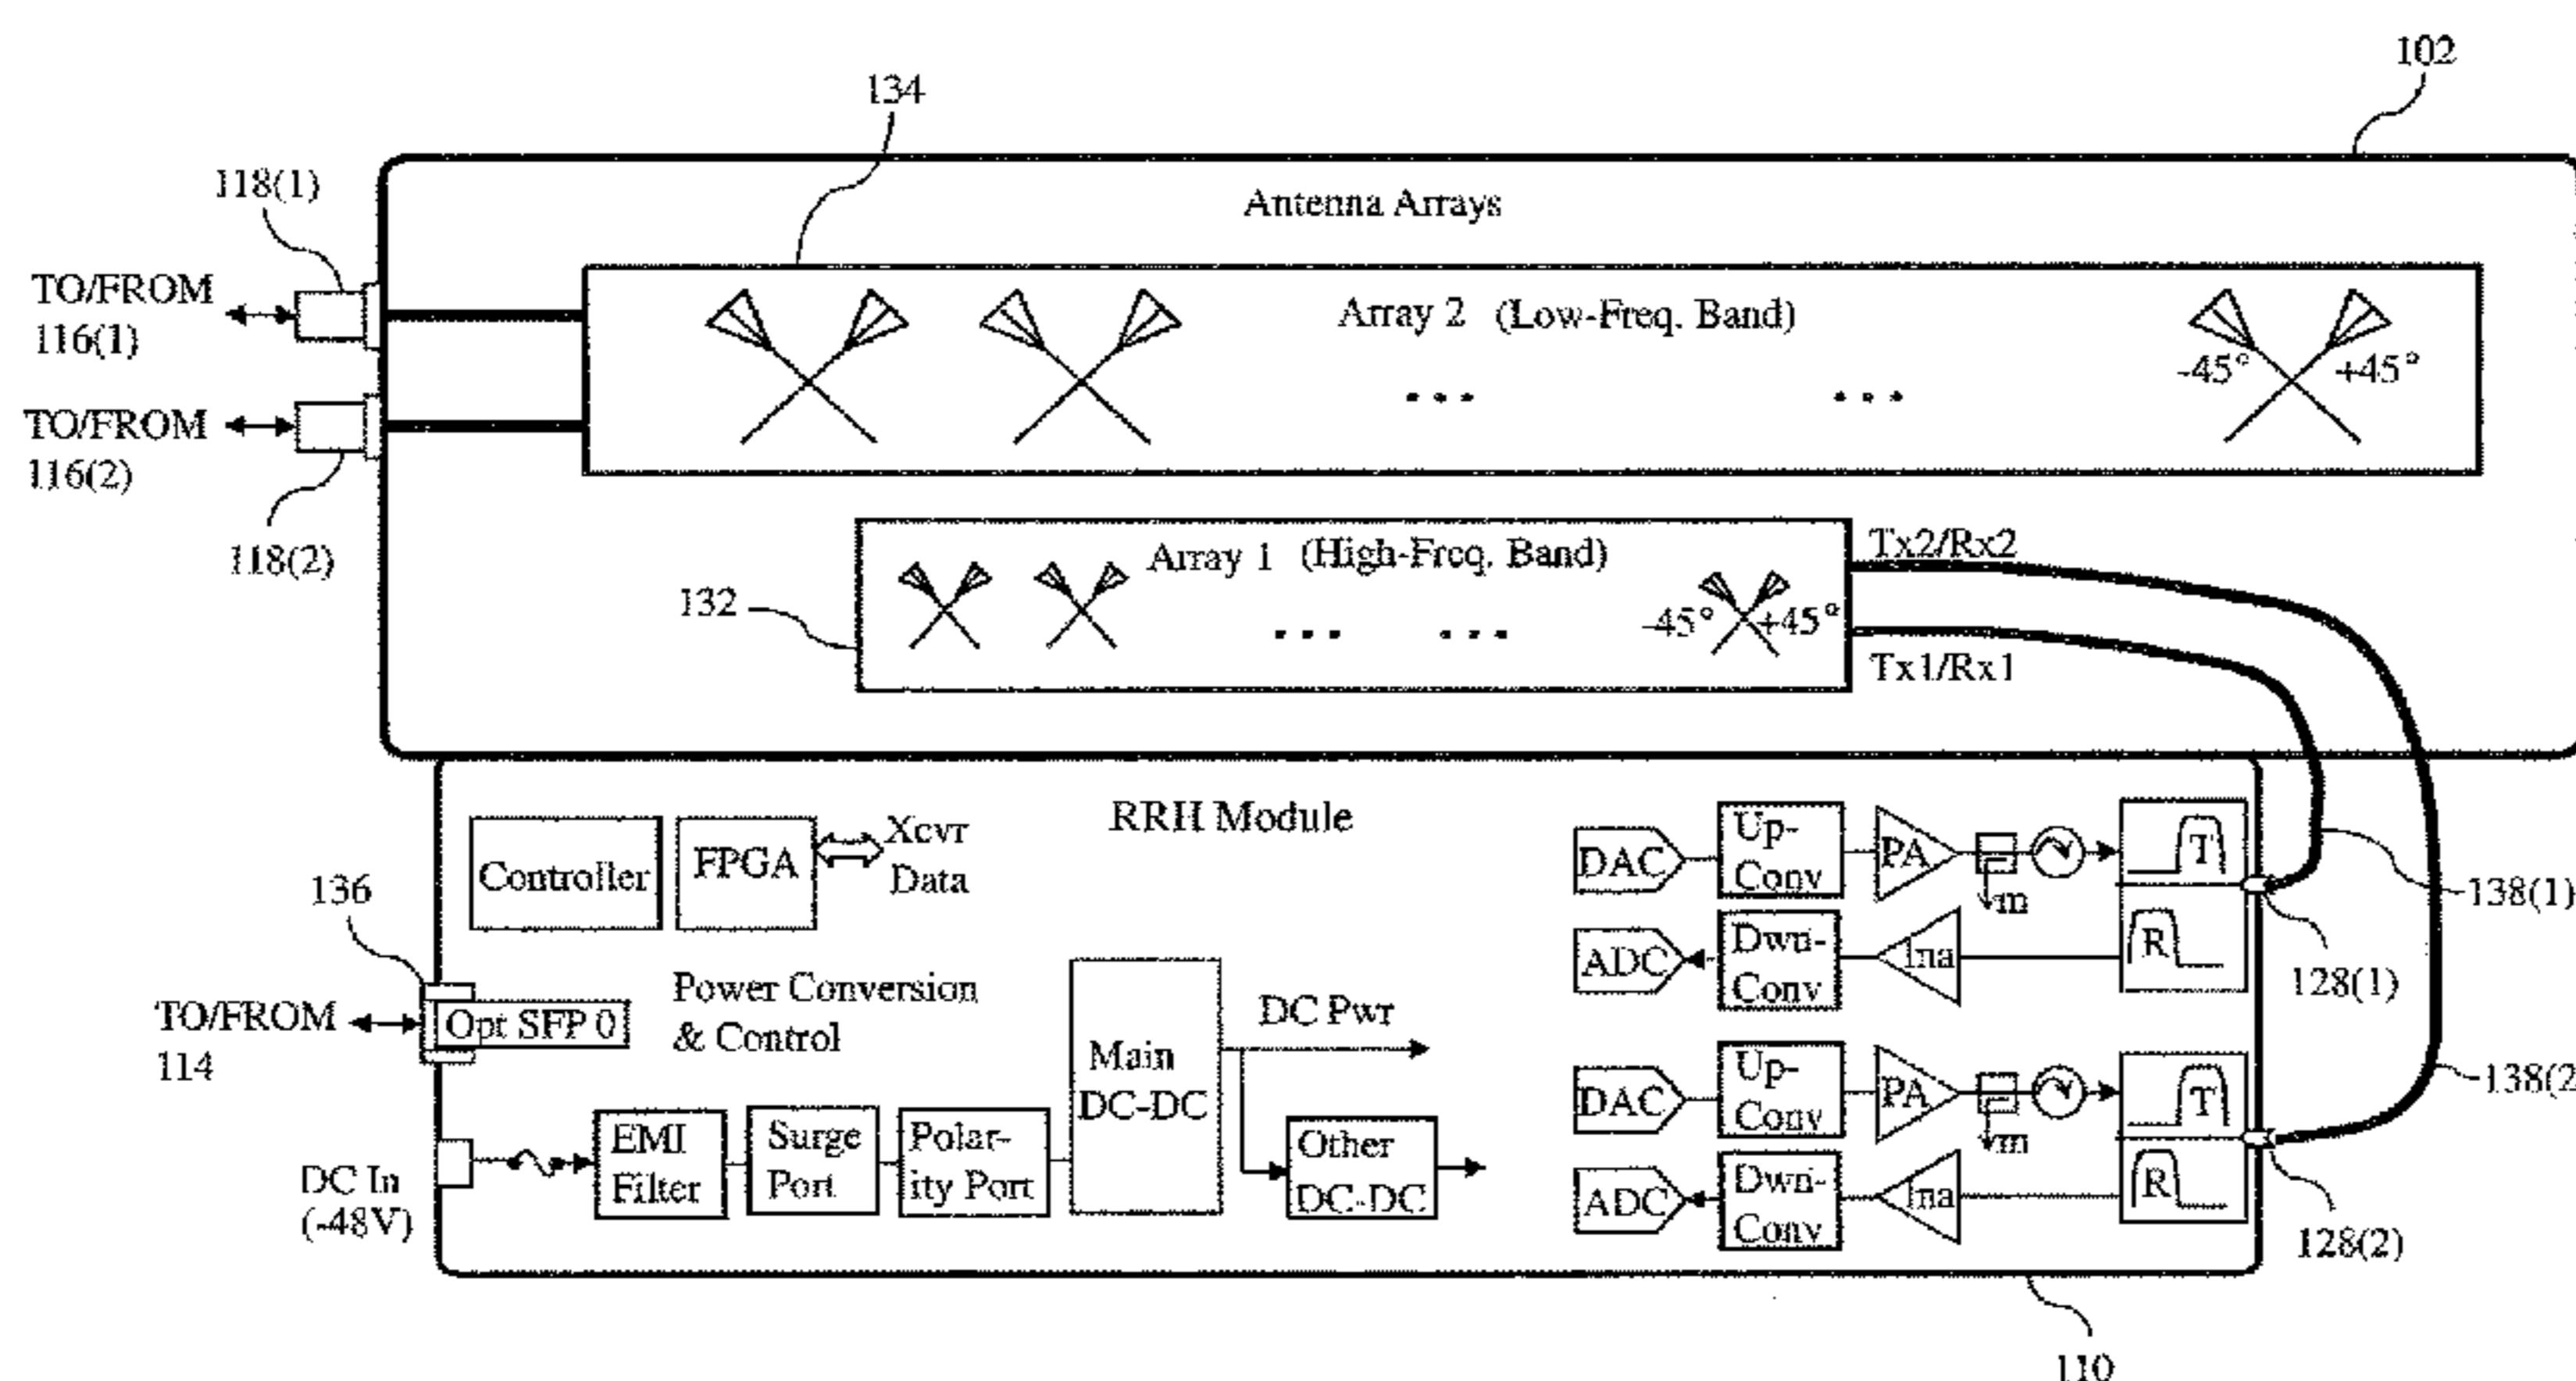 102
134
118(1)
Antenna Arrays
TO/FROM
116(1)
Array 2 (Low-Freq. Band)
-45° +45°
TO/FROM
116(2)
118(2)
Array 1 (High-Freq. Band)
Tx2/Rx2
132
-45° +45°
Tx1/Rx1
RRH Module
Controller
FPGA
Xcvr
Data
DAC
Up-
Conv
PA
m
T
138(1)
136
ADC
Dwn-
Conv
lna
R
128(1)
TO/FROM
114
Opt SFP 0
Power Conversion
& Control
Main
DC-DC
DC Pwr
DAC
Up-
Conv
PA
m
T
138(2
DC In
(-48V)
EMI
Filter
Surge
Port
Polar-
ity Port
Other
DC-DC
ADC
Dwn-
Conv
lna
R
128(2)
110